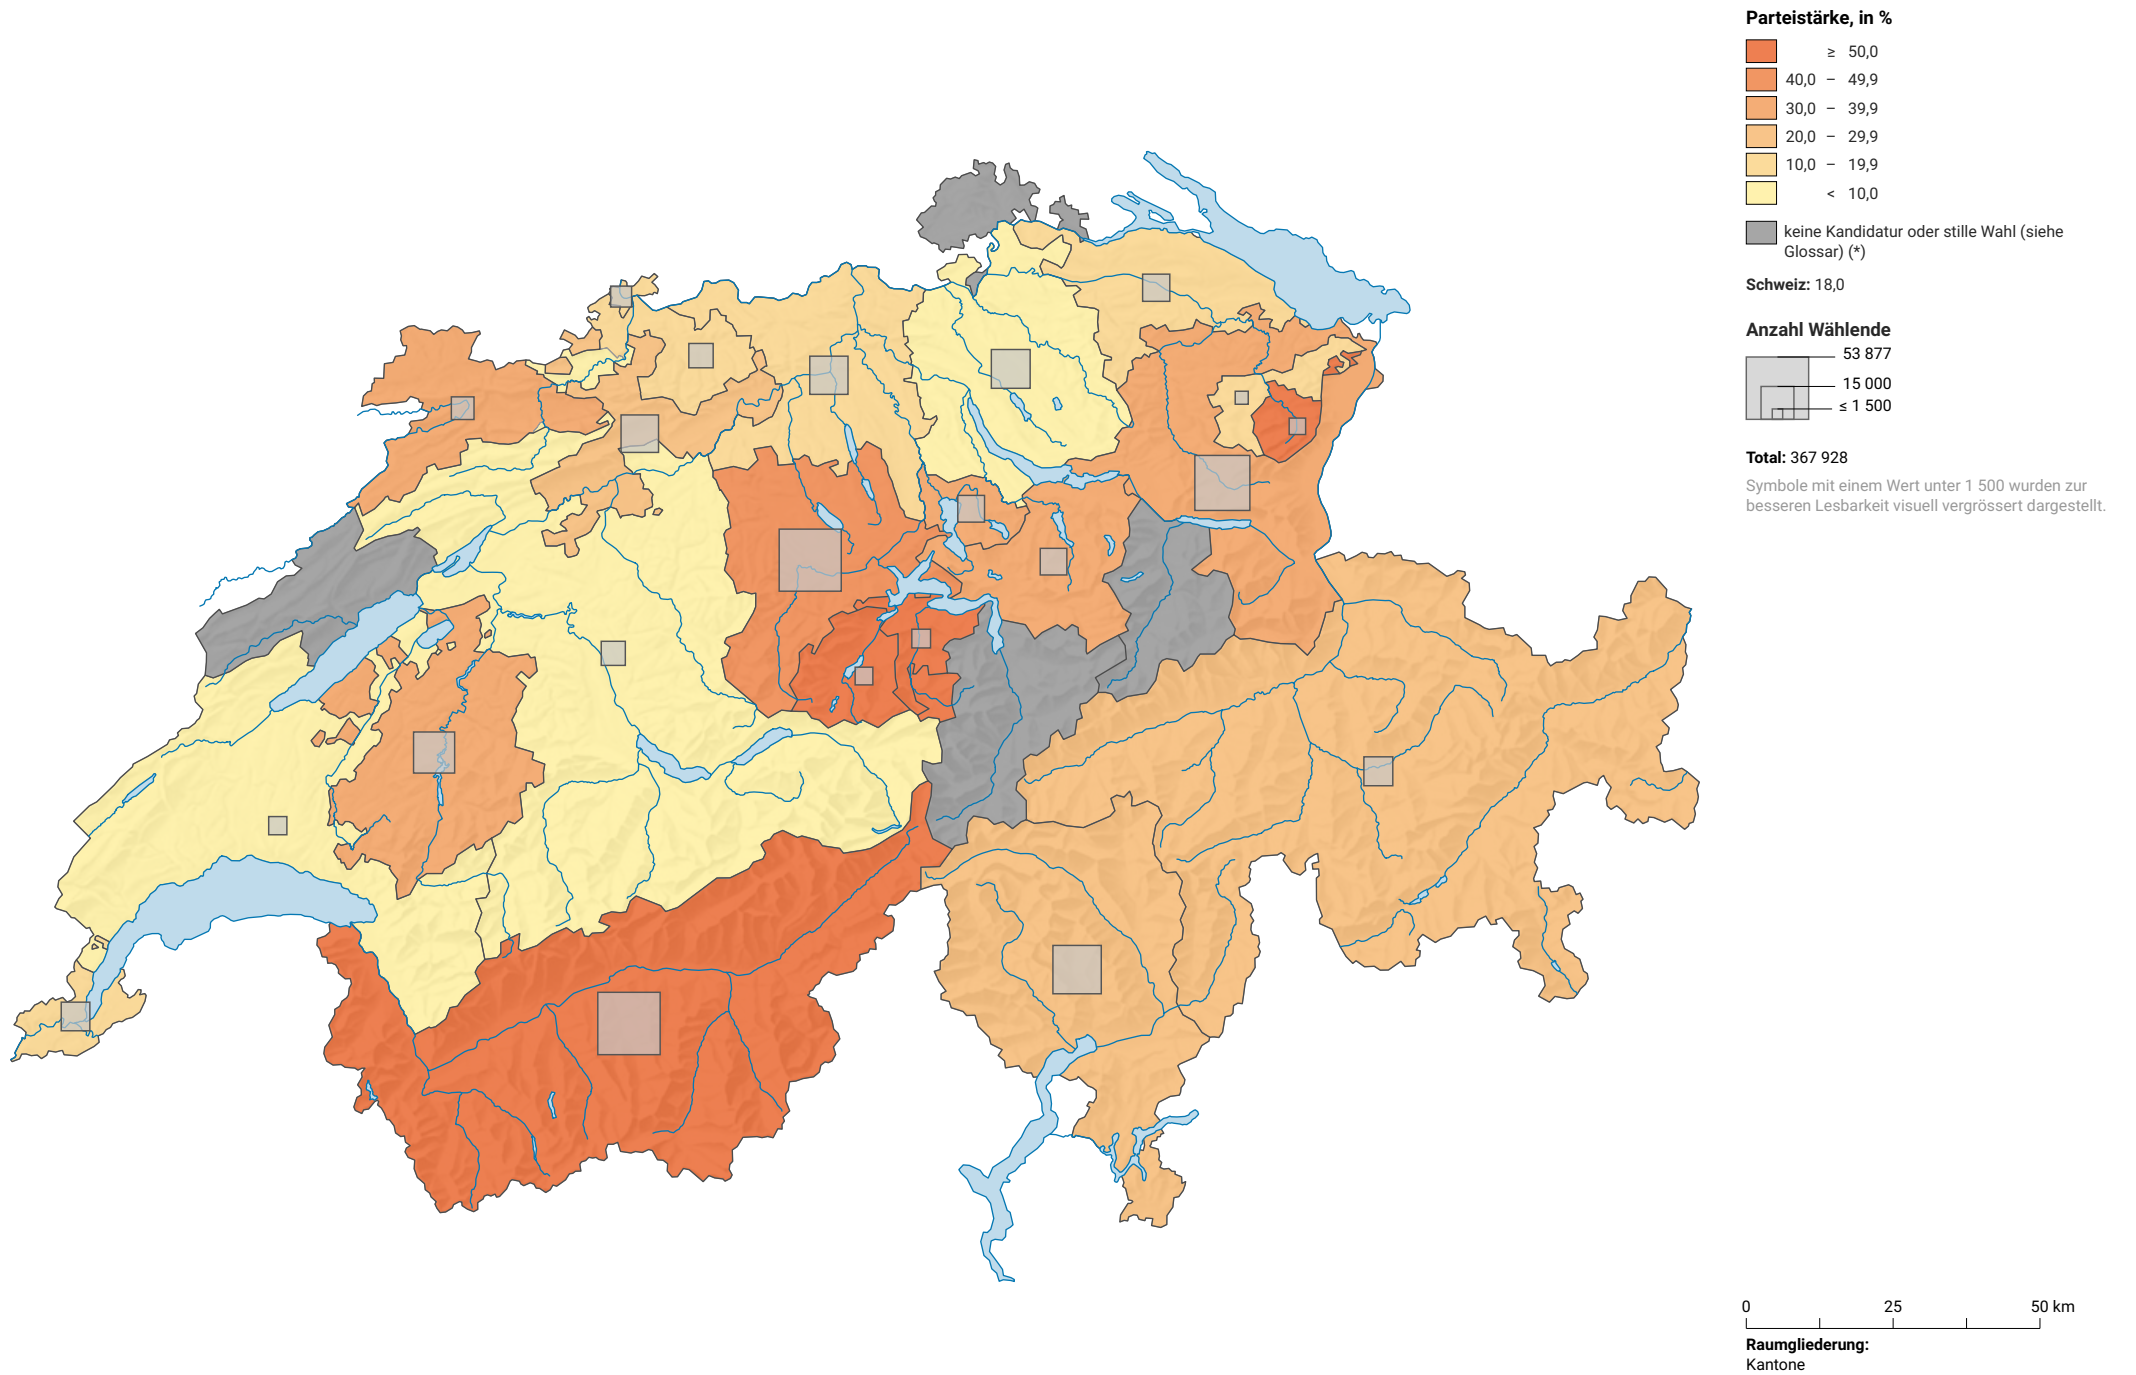 Parteistärke, in %
≥ 50,0
40,0 – 49,9
30,0 – 39,9
20,0 – 29,9
10,0 – 19,9
< 10,0
keine Kandidatur oder stille Wahl (siehe
Glossar) (*)
Schweiz: 18,0
Anzahl Wählende
53 877
15 000
≤ 1 500
Total: 367 928
Symbole mit einem Wert unter 1 500 wurden zur
besseren Lesbarkeit visuell vergrössert dargestellt.
0 25 50 km
Raumgliederung:
Kantone